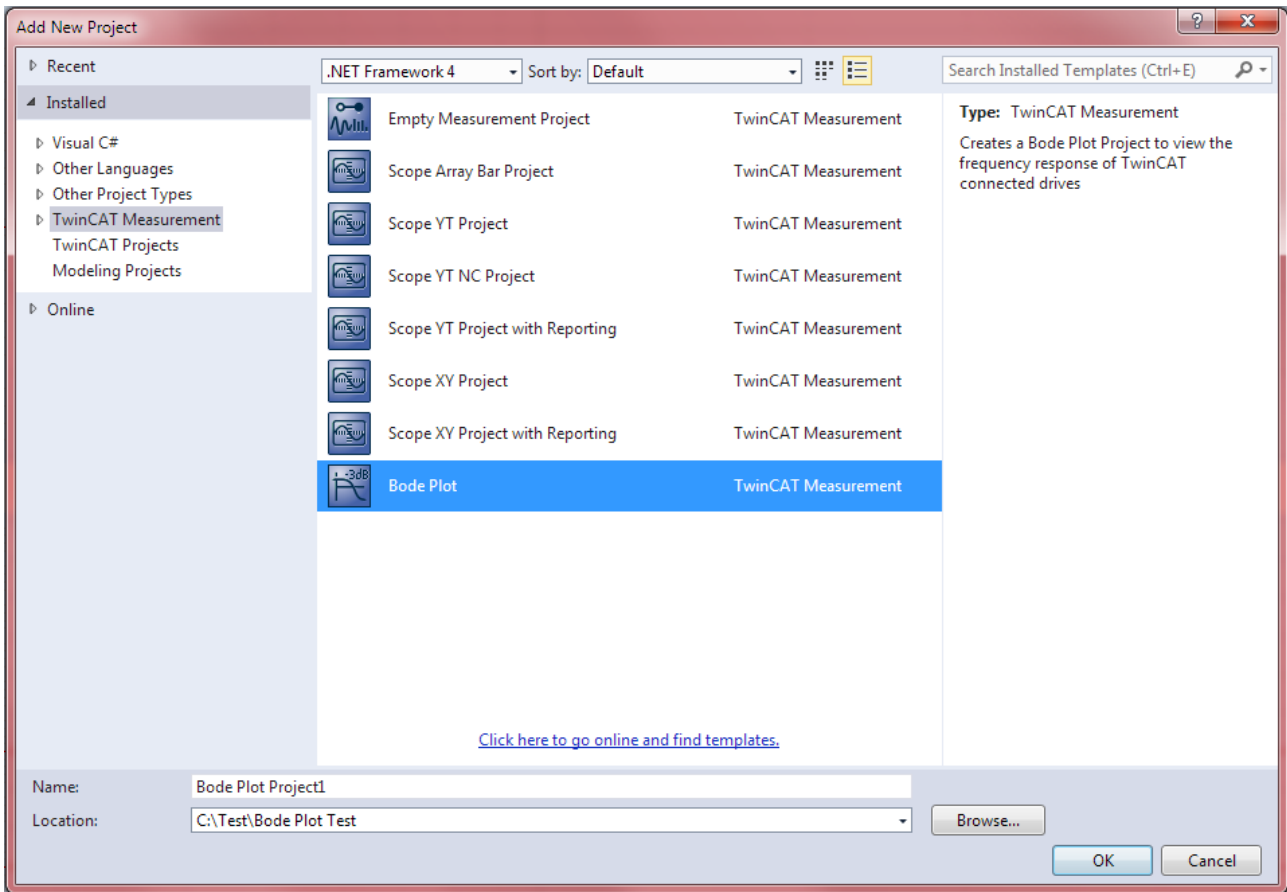 Add New Project
Recent
Installed
Visual C#
Other Languages
Other Project Types
TwinCAT Measurement
TwinCAT Projects
Modeling Projects
Online
.NET Framework 4 Sort by: Default
Empty Measurement Project TwinCAT Measurement
Scope Array Bar Project TwinCAT Measurement
Scope YT Project TwinCAT Measurement
Scope YT NC Project TwinCAT Measurement
Scope YT Project with Reporting TwinCAT Measurement
Scope XY Project TwinCAT Measurement
Scope XY Project with Reporting TwinCAT Measurement
-3dB
Bode Plot TwinCAT Measurement
Click here to go online and find templates.
Search Installed Templates (Ctrl+E)
Type: TwinCAT Measurement
Creates a Bode Plot Project to view the
frequency response of TwinCAT
connected drives
Name: Bode Plot Project1
Location: C:\Test\Bode Plot Test Browse...
OK Cancel